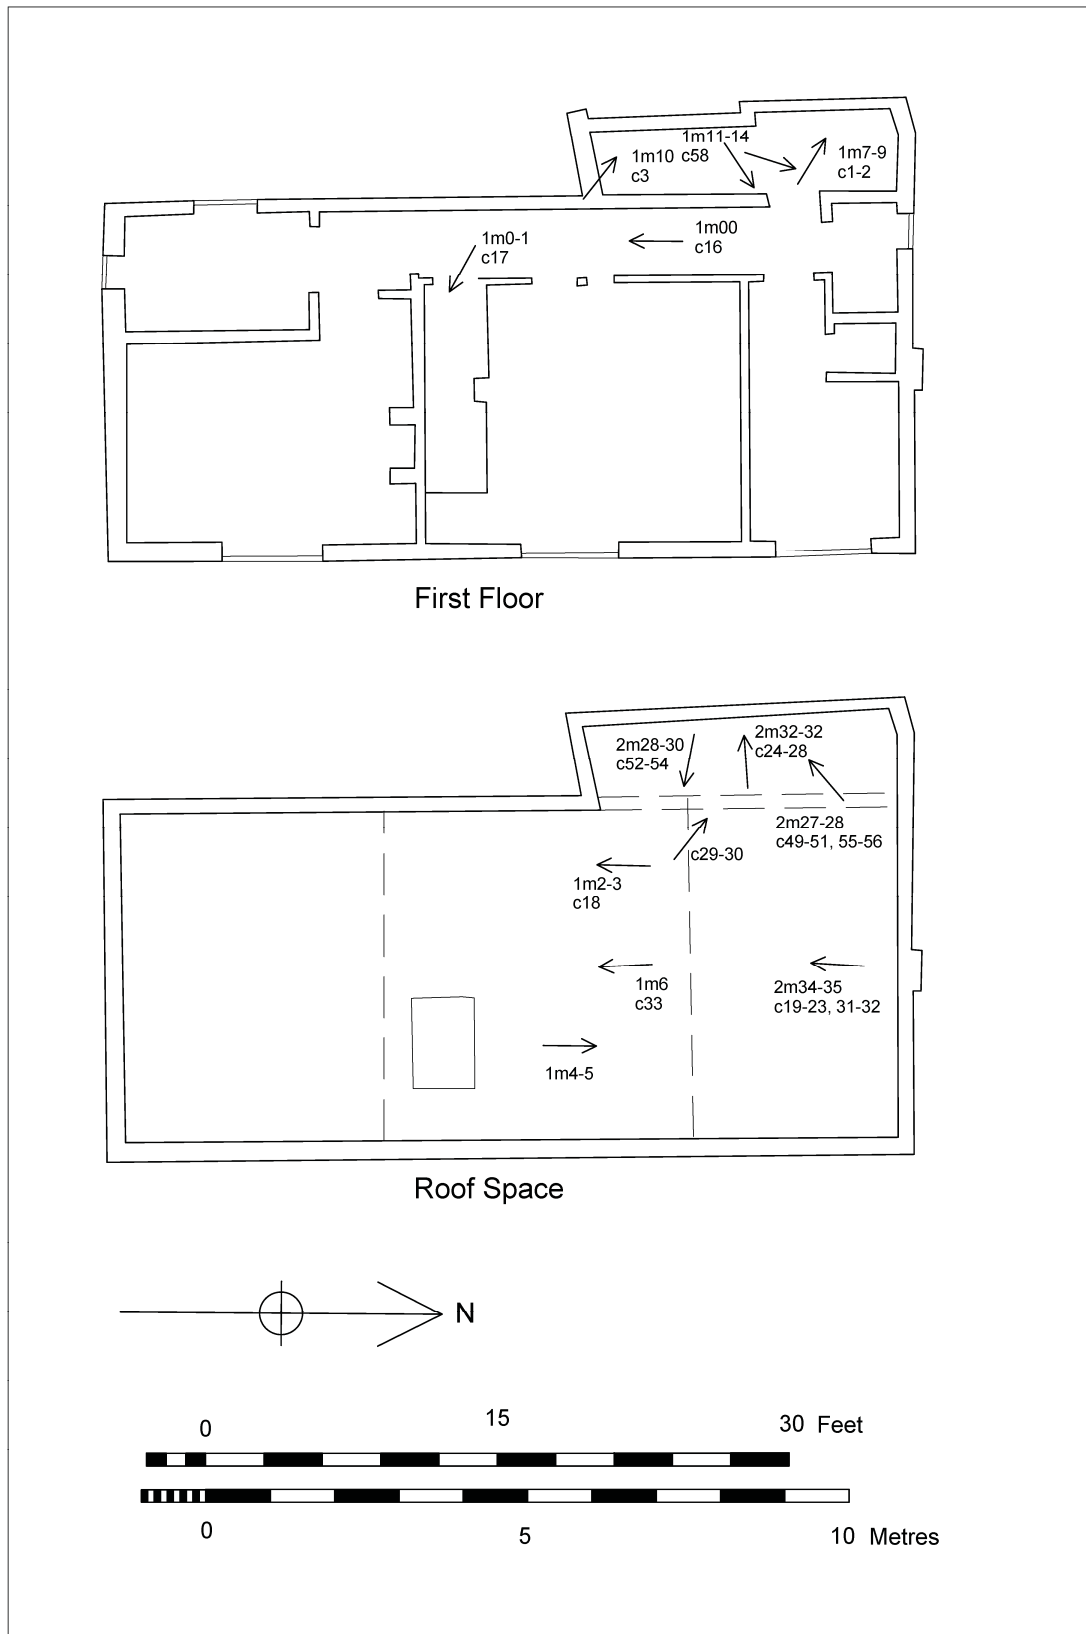 1m11-14
c58
1m10
c3
1m7-9
c1-2
1m0-1
c17
1m00
c16
First Floor
2m28-30
c52-54
2m32-32
c24-28
2m27-28
c49-51, 55-56
c29-30
1m2-3
c18
1m6
c33
2m34-35
c19-23, 31-32
1m4-5
Roof Space
N
0 15 30 Feet
0 5 10 Metres